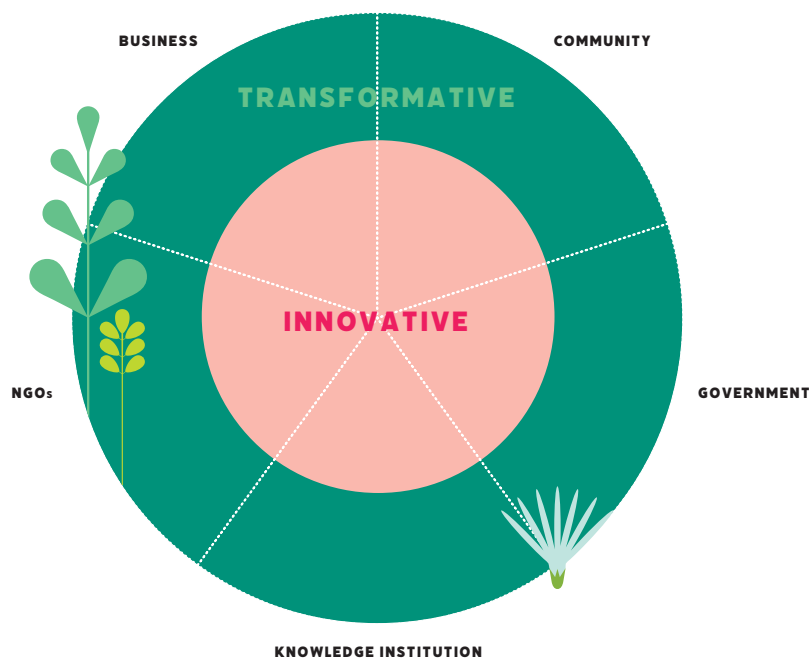 BUSINESS
COMMUNITY
TRANSFORMATIVE
INNOVATIVE
NGOs
GOVERNMENT
KNOWLEDGE INSTITUTION